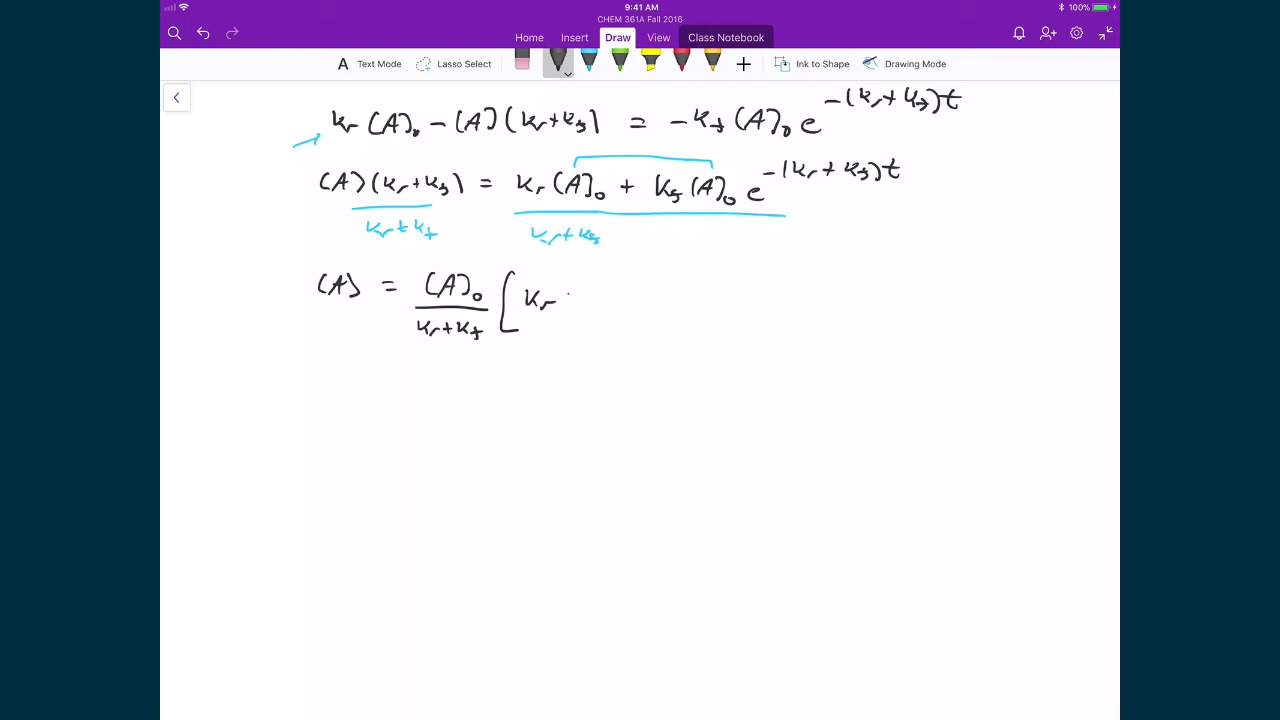 9:41 AM
100%
CHEM 361A Fall 2016
Home Insert Draw View Class Notebook
A Text Mode Lasso Select + Ink to Shape Drawing Mode
kr [A]₀ - [A] (kr+kf) = -kf [A]₀ e^-(kr+kf)t
[A] (kr+kf) = kr [A]₀ + kf [A]₀ e^-(kr+kf)t
kr+kf kr+kf
[A] = [A]₀ / kr+kf [ kr